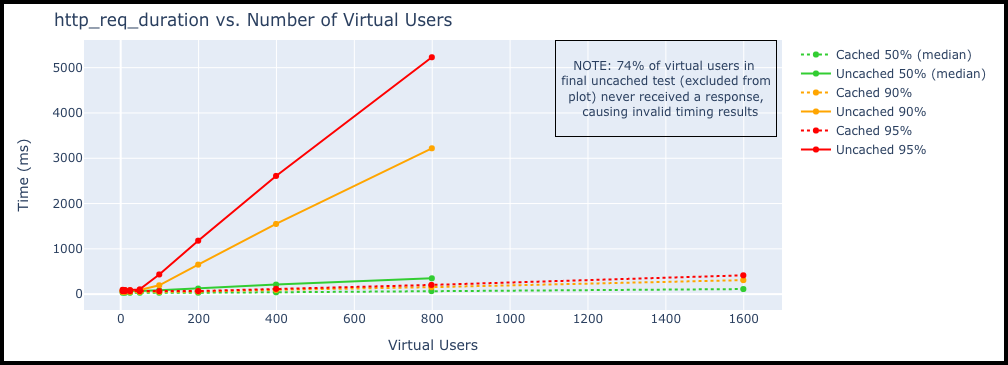 http_req_duration vs. Number of Virtual Users
5000
4000
3000
2000
1000
0
Time (ms)
0 200 400 600 800 1000 1200 1400 1600
Virtual Users
NOTE: 74% of virtual users in
final uncached test (excluded from
plot) never received a response,
causing invalid timing results
Cached 50% (median)
Uncached 50% (median)
Cached 90%
Uncached 90%
Cached 95%
Uncached 95%